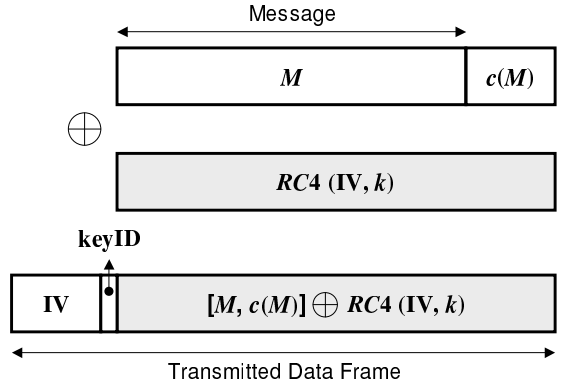 Message
M c(M)
⊕
RC4 (IV, k)
keyID
IV [M, c(M)] ⊕ RC4 (IV, k)
Transmitted Data Frame